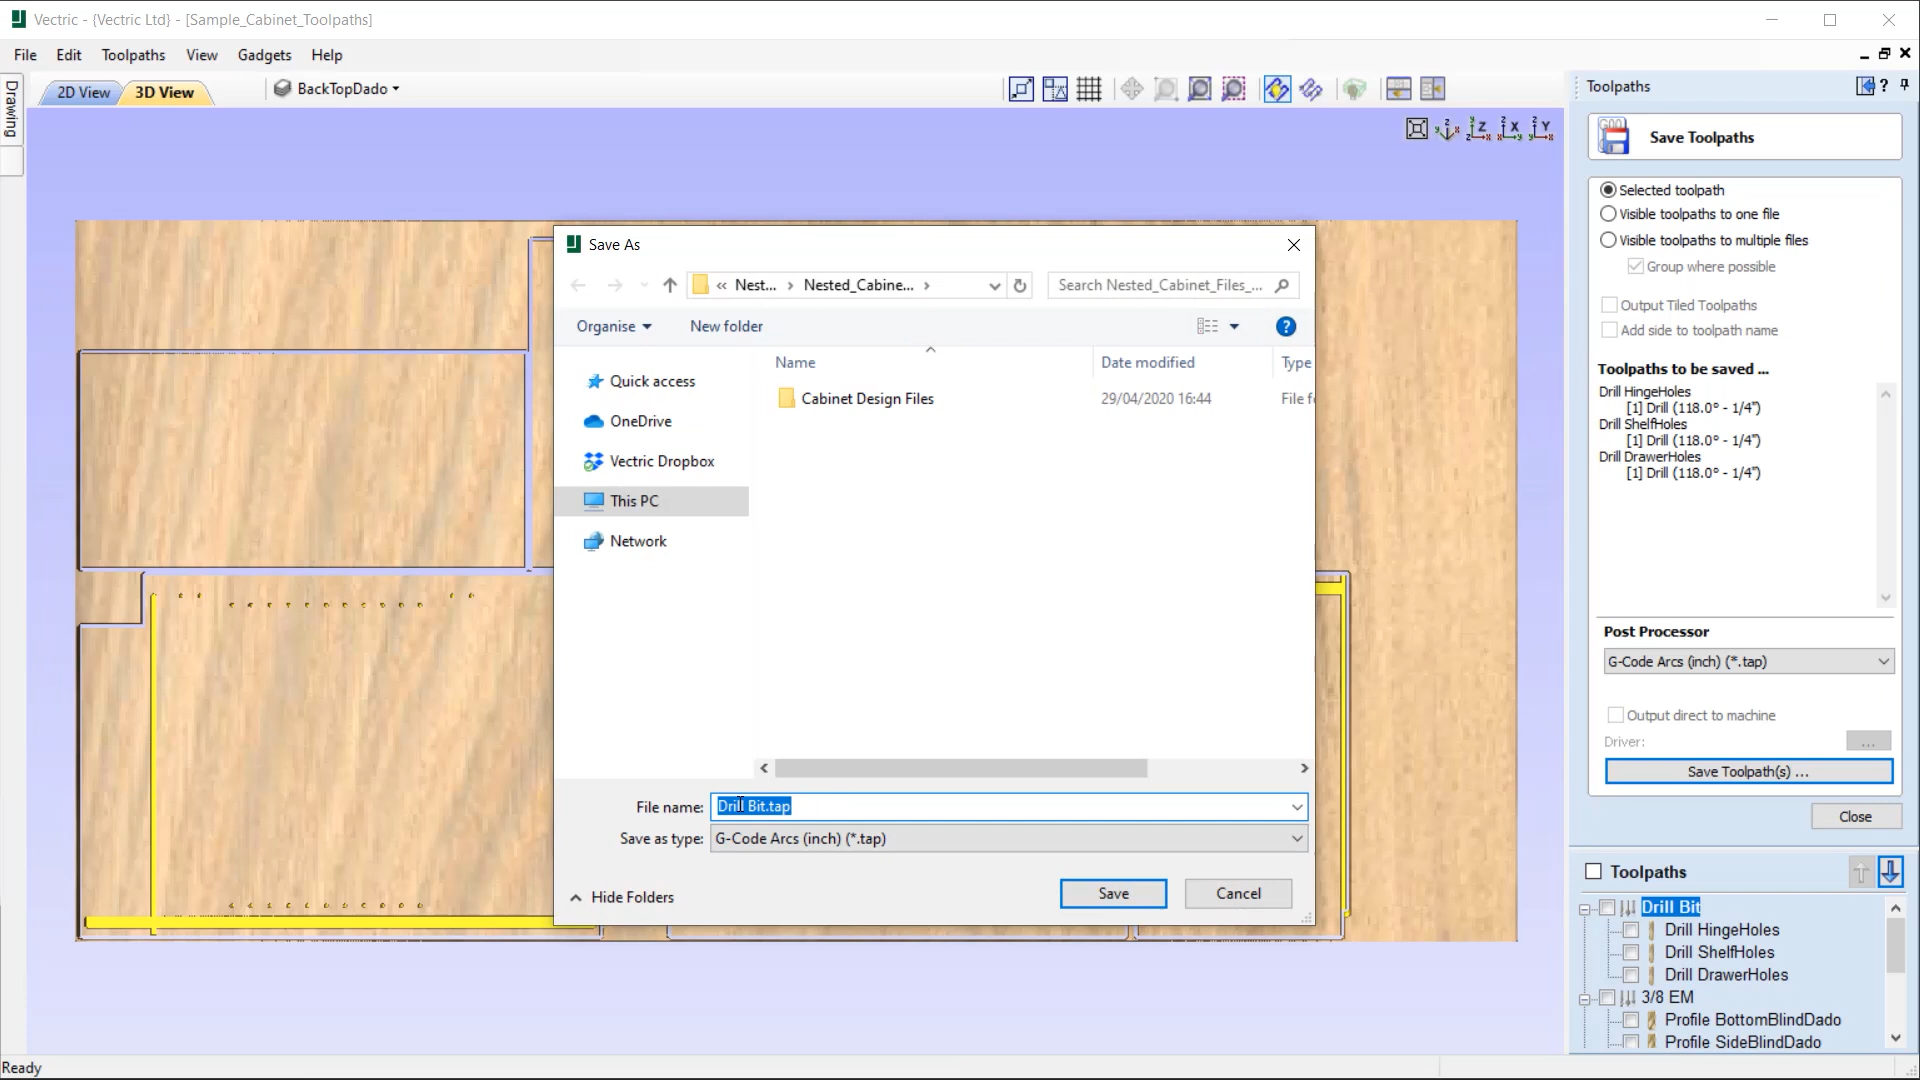 Vectric - {Vectric Ltd} - [Sample_Cabinet_Toolpaths]
File Edit Toolpaths View Gadgets Help
Drawing
2D View 3D View BackTopDado
Toolpaths
Save Toolpaths
Selected toolpath
Visible toolpaths to one file
Visible toolpaths to multiple files
Group where possible
Output Tiled Toolpaths
Add side to toolpath name
Toolpaths to be saved ...
Drill HingeHoles
[1] Drill (118.0° - 1/4")
Drill ShelfHoles
[1] Drill (118.0° - 1/4")
Drill DrawerHoles
[1] Drill (118.0° - 1/4")
Post Processor
G-Code Arcs (inch) (*.tap)
Output direct to machine
Driver: ...
Save Toolpath(s) ...
Close
Toolpaths
Drill Bit
Drill HingeHoles
Drill ShelfHoles
Drill DrawerHoles
3/8 EM
Profile BottomBlindDado
Profile SideBlindDado
Save As
« Nest... › Nested_Cabine... ›
Search Nested_Cabinet_Files_...
Organise New folder
Name Date modified Type
Cabinet Design Files 29/04/2020 16:44 File f
Quick access
OneDrive
Vectric Dropbox
This PC
Network
File name: Drill Bit.tap
Save as type: G-Code Arcs (inch) (*.tap)
Hide Folders Save Cancel
Ready